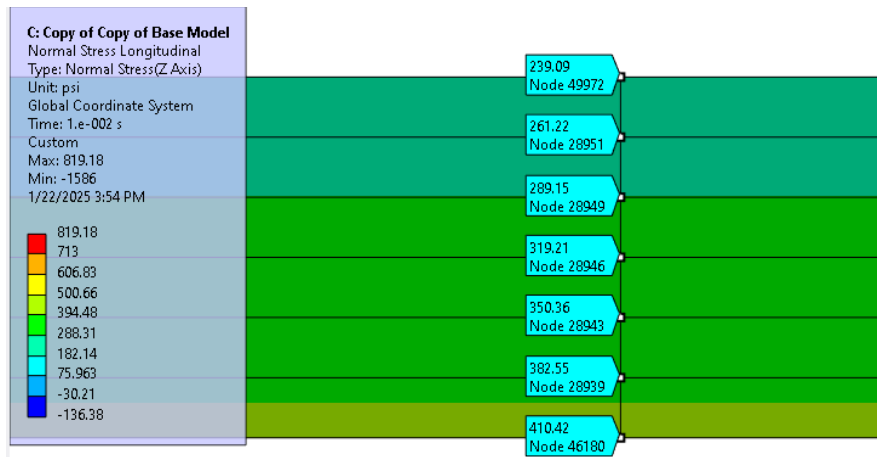 C: Copy of Copy of Base Model
Normal Stress Longitudinal
Type: Normal Stress(Z Axis)
Unit: psi
Global Coordinate System
Time: 1.e-002 s
Custom
Max: 819.18
Min: -1586
1/22/2025 3:54 PM
819.18
713
606.83
500.66
394.48
288.31
182.14
75.963
-30.21
-136.38
239.09
Node 49972
261.22
Node 28951
289.15
Node 28949
319.21
Node 28946
350.36
Node 28943
382.55
Node 28939
410.42
Node 46180